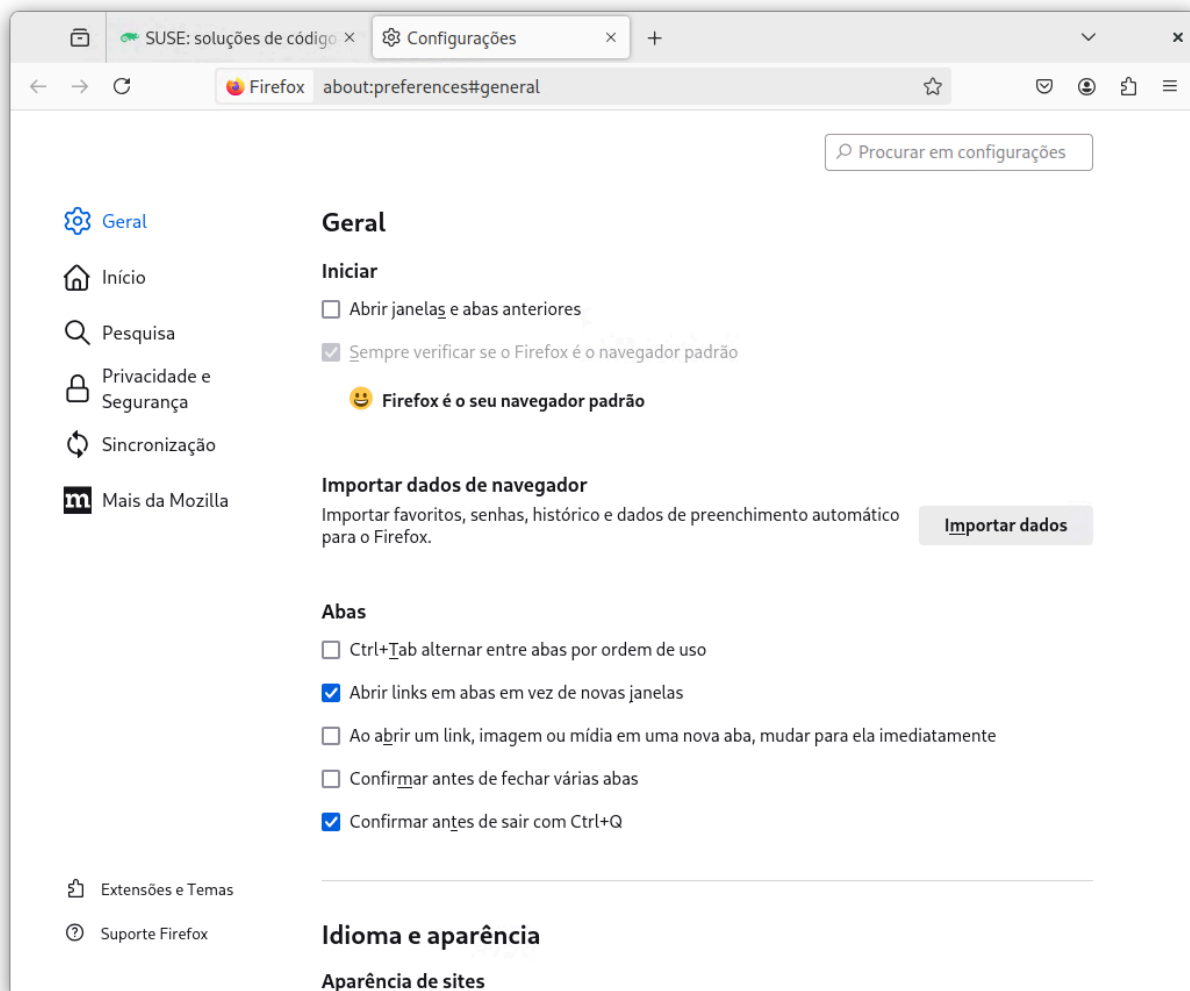 SUSE: soluções de código
Configurações
Firefox
about:preferences#general
Procurar em configurações
Geral
Início
Pesquisa
Privacidade e
Segurança
Sincronização
m
Mais da Mozilla
Extensões e Temas
Suporte Firefox
Geral
Iniciar
Abrir janelas e abas anteriores
Sempre verificar se o Firefox é o navegador padrão
Firefox é o seu navegador padrão
Importar dados de navegador
Importar favoritos, senhas, histórico e dados de preenchimento automático
para o Firefox.
Importar dados
Abas
Ctrl+Tab alternar entre abas por ordem de uso
Abrir links em abas em vez de novas janelas
Ao abrir um link, imagem ou mídia em uma nova aba, mudar para ela imediatamente
Confirmar antes de fechar várias abas
Confirmar antes de sair com Ctrl+Q
Idioma e aparência
Aparência de sites